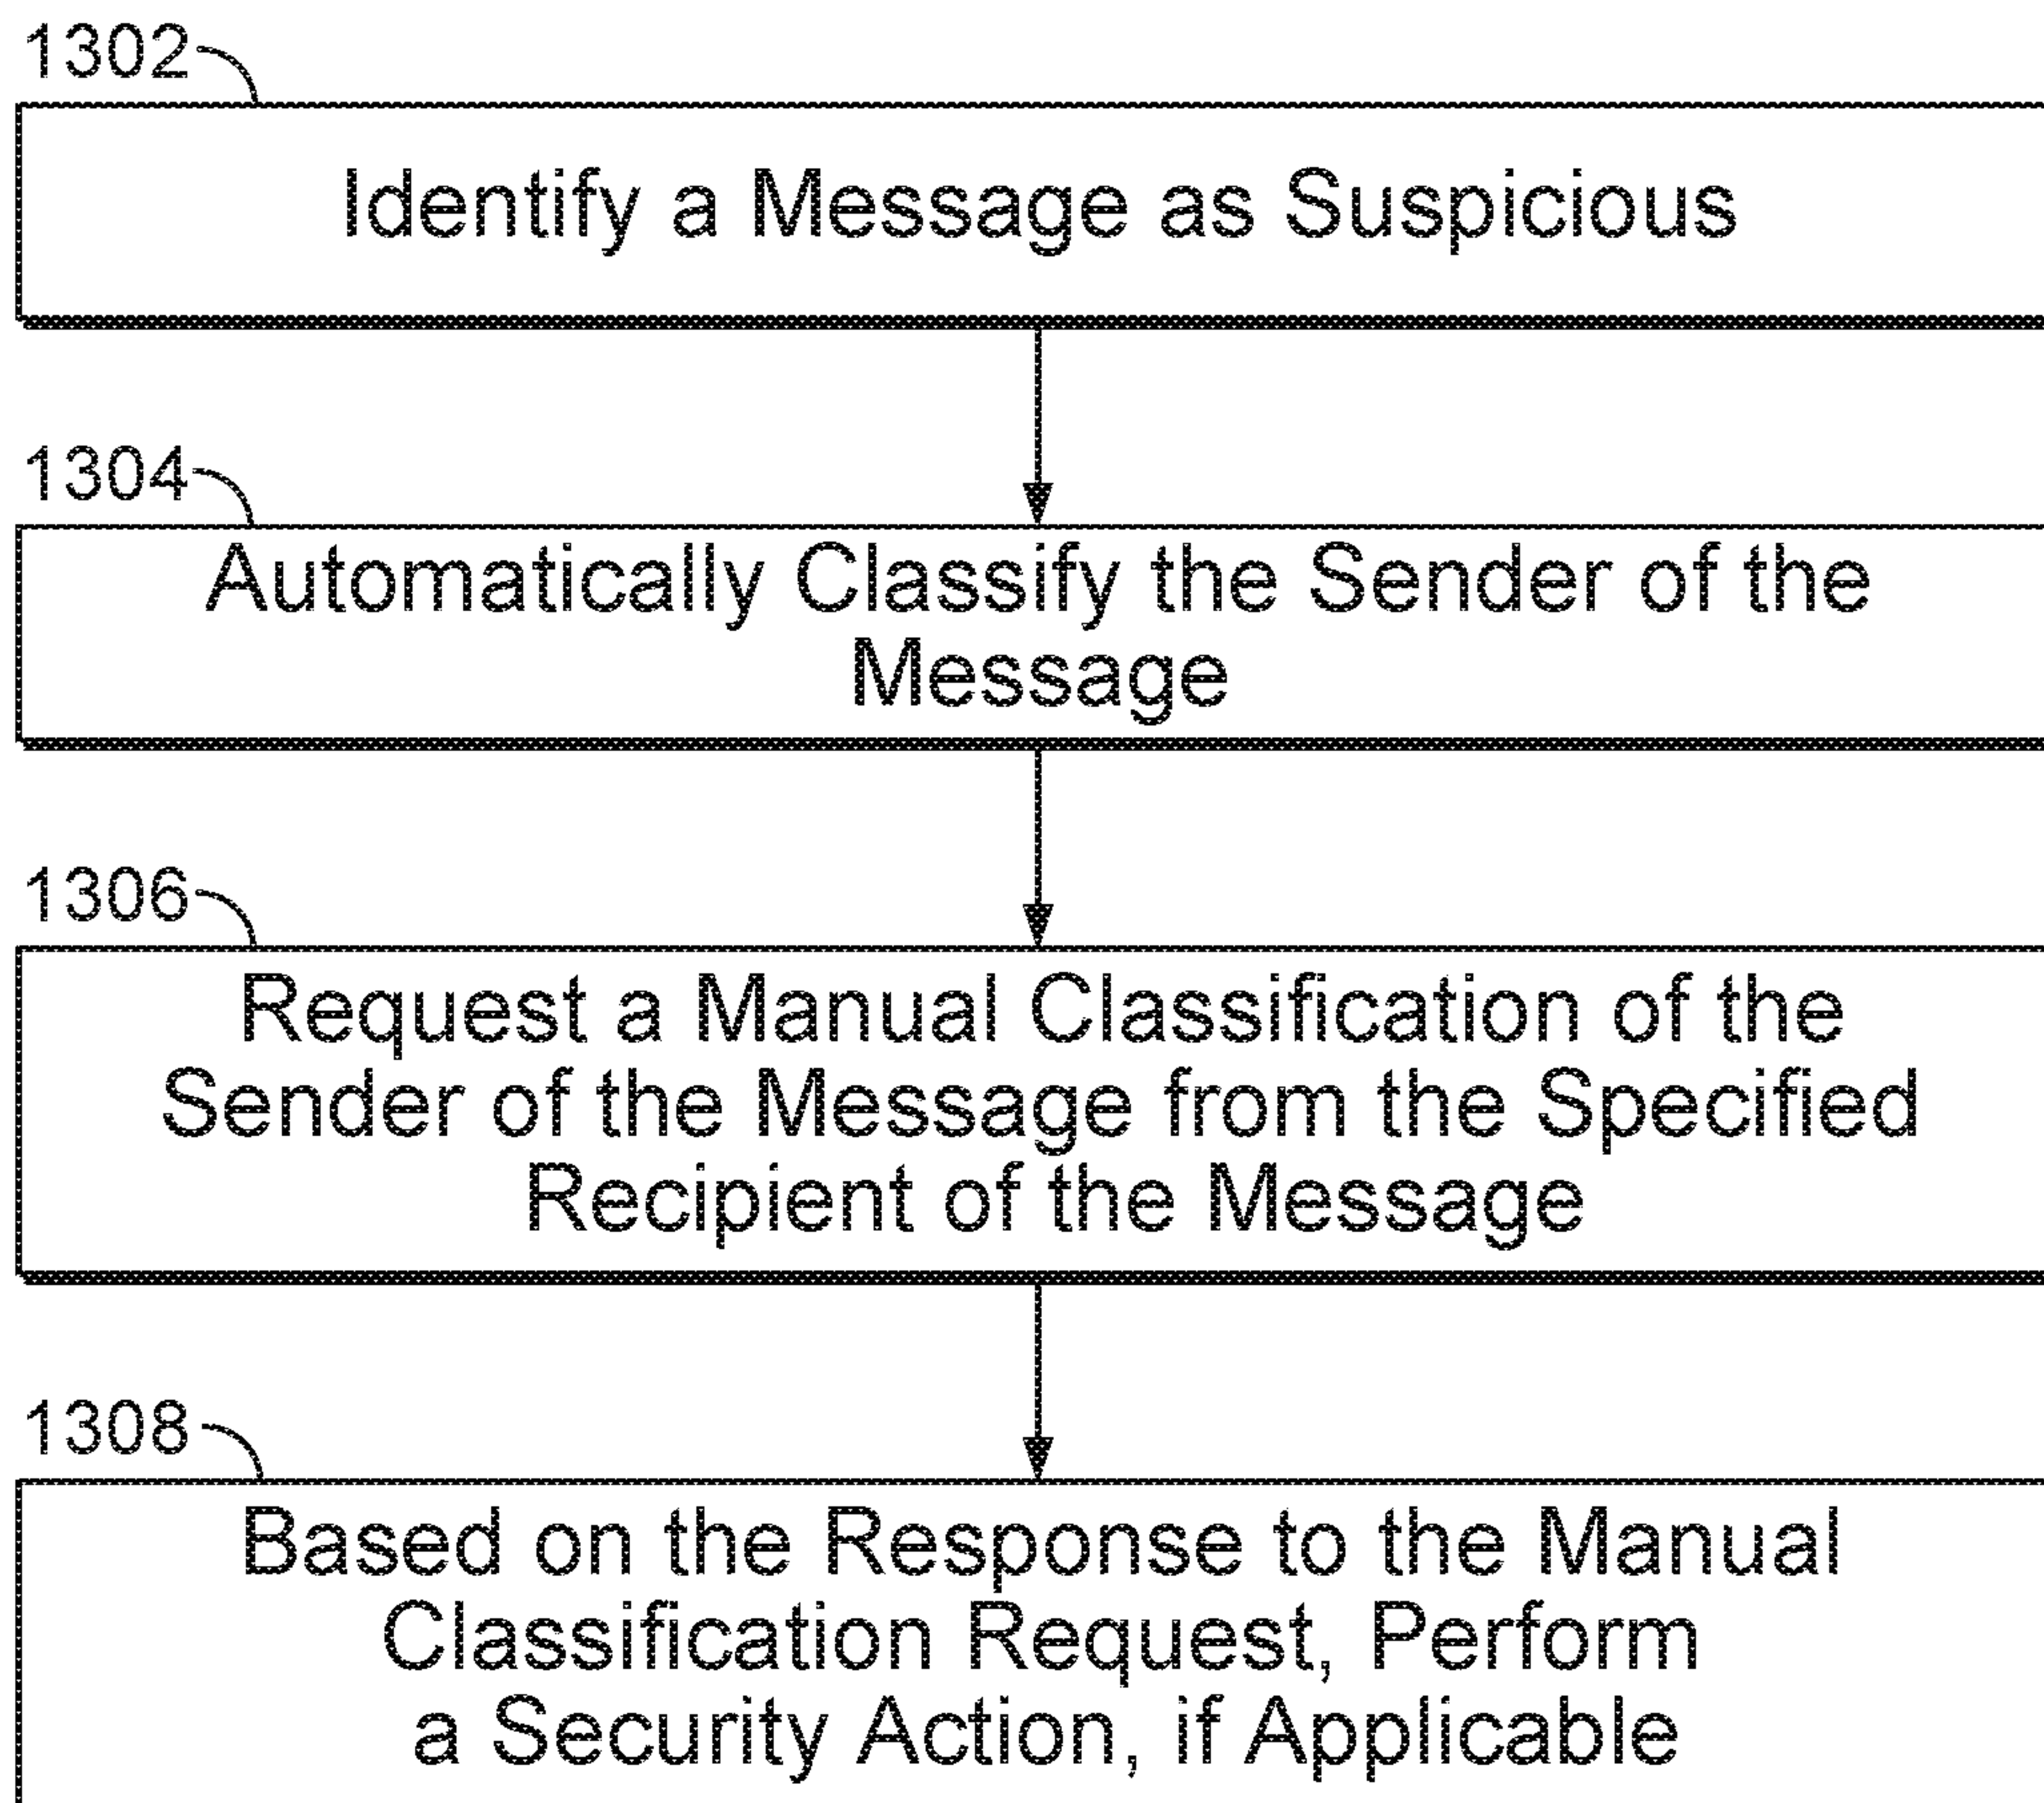 1302
Identify a Message as Suspicious
1304
Automatically Classify the Sender of the
Message
1306
Request a Manual Classification of the
Sender of the Message from the Specified
Recipient of the Message
1308
Based on the Response to the Manual
Classification Request, Perform
a Security Action, if Applicable